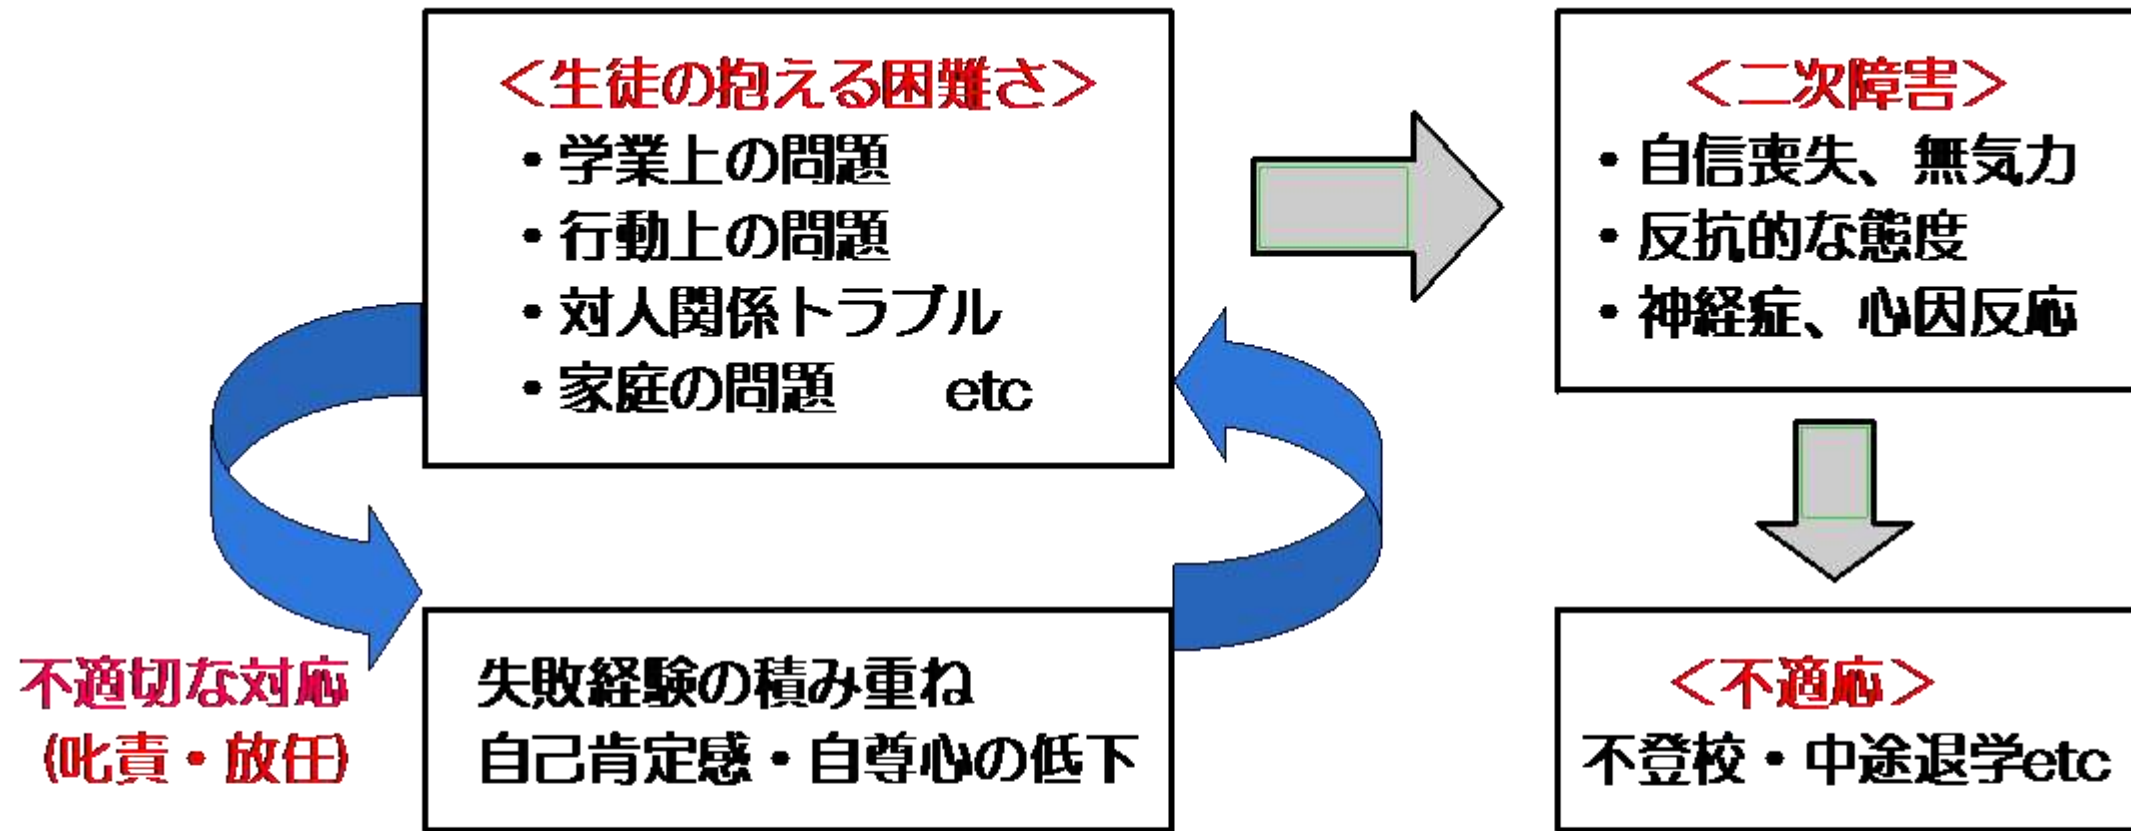 ＜生徒の抱える困難さ＞
・学業上の問題
・行動上の問題
・対人関係トラブル
・家庭の問題　　etc
不適切な対応
(叱責・放任)
失敗経験の積み重ね
自己肯定感・自尊心の低下
＜二次障害＞
・自信喪失、無気力
・反抗的な態度
・神経症、心因反応
＜不適応＞
不登校・中途退学etc